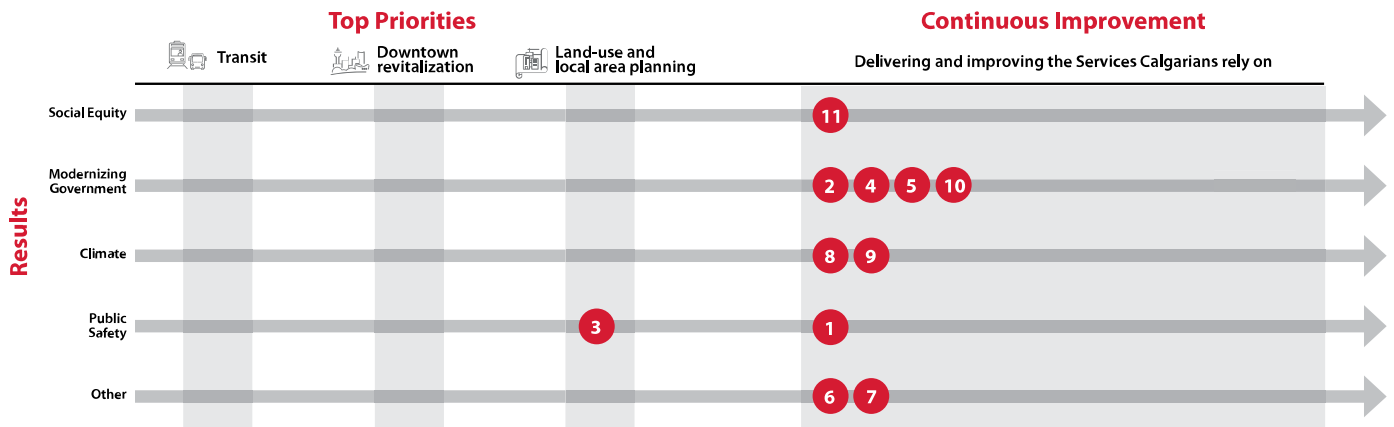 Top Priorities
Continuous Improvement
Transit
Downtown
revitalization
Land-use and
local area planning
Delivering and improving the Services Calgarians rely on
Results
Social Equity
11
Modernizing
Government
2 4 5 10
Climate
8 9
Public
Safety
3 1
Other
6 7